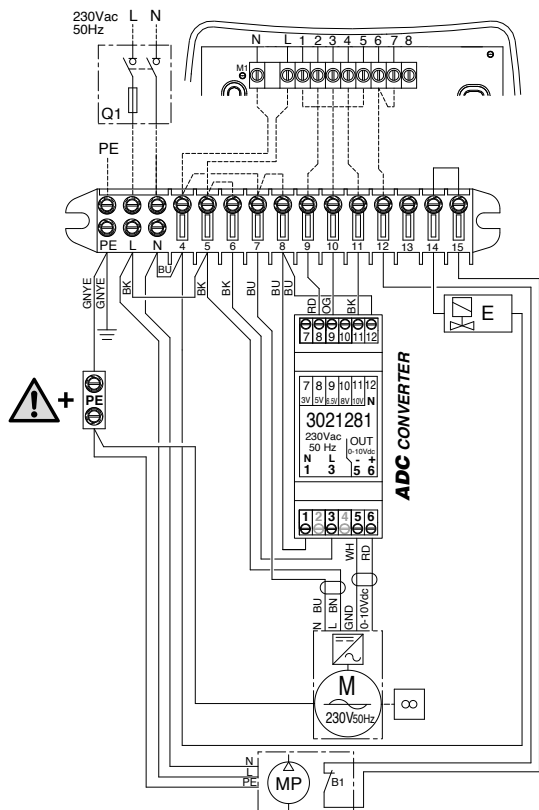 230Vac L N
50Hz
N L 1 2 3 4 5 6 7 8
M1
Q1
PE
PE L N 4 5 6 7 8 9 10 11 12 13 14 15
BU
GNYE
GNYE
BK
BK
BK
BU
BU
BU
RD
OG
BK
E
7 8 9 10 11 12
+
PE
7 8 9 10 11 12
3V 5V 6.5V 8V 10V N
3021281
230Vac
50 Hz
OUT
0-10Vdc
N L - +
1 3 5 6
ADC CONVERTER
1 2 3 4 5 6
WH
RD
N BU
L BN
GND
0-10Vdc
M
230V50Hz
8
N
L
PE
MP
B1